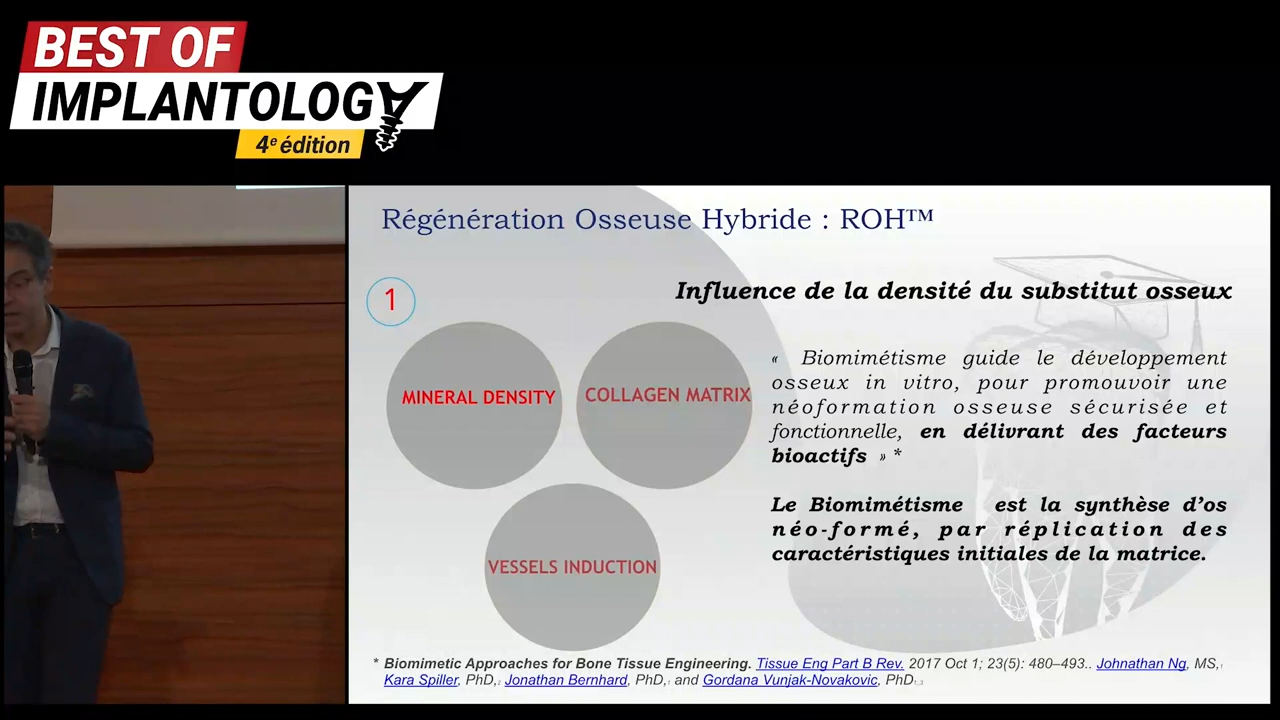 BEST OF
IMPLANTOLOGY
4e édition
Régénération Osseuse Hybride : ROH™
1
Influence de la densité du substitut osseux
MINERAL DENSITY
COLLAGEN MATRIX
VESSELS INDUCTION
« Biomimétisme guide le développement
osseux in vitro, pour promouvoir une
néoformation osseuse sécurisée et
fonctionnelle, en délivrant des facteurs
bioactifs » *
Le Biomimétisme est la synthèse d’os
néo-formé, par réplication des
caractéristiques initiales de la matrice.
* Biomimetic Approaches for Bone Tissue Engineering. Tissue Eng Part B Rev. 2017 Oct 1; 23(5): 480–493.. Johnathan Ng, MS,
Kara Spiller, PhD, Jonathan Bernhard, PhD, and Gordana Vunjak-Novakovic, PhD